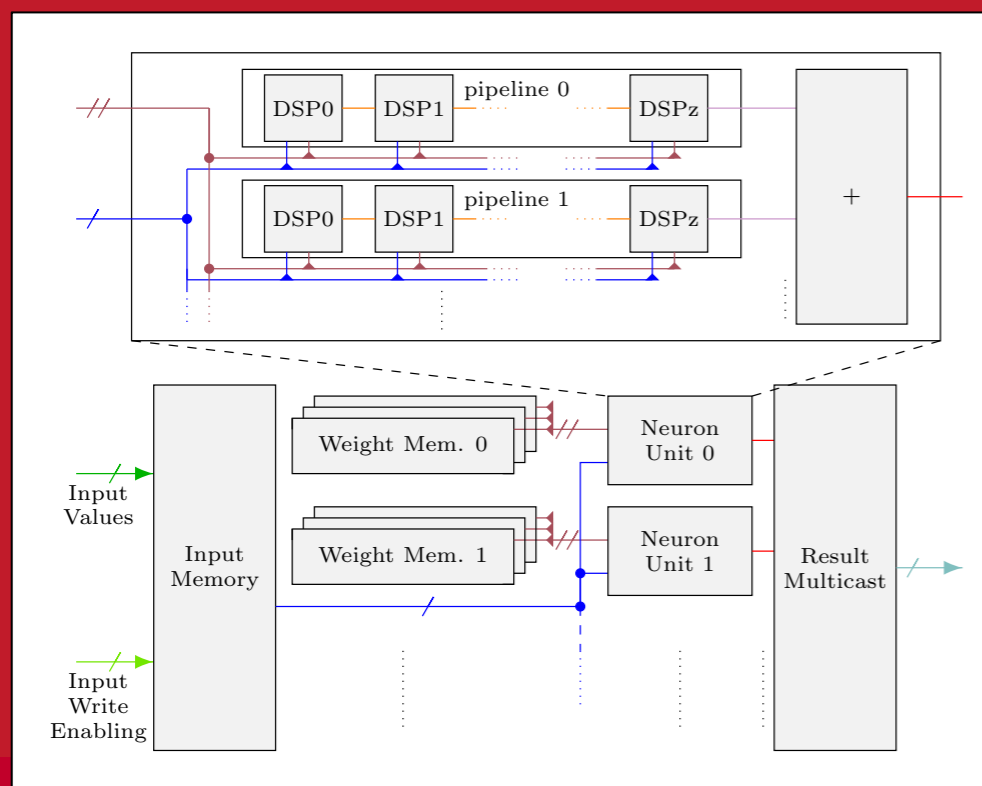 pipeline 0
DSP0 DSP1 DSPz
pipeline 1
DSP0 DSP1 DSPz
+
Weight Mem. 0
Neuron
Unit 0
Input
Values
Weight Mem. 1
Neuron
Unit 1
Input
Memory
Result
Multicast
Input
Write
Enabling